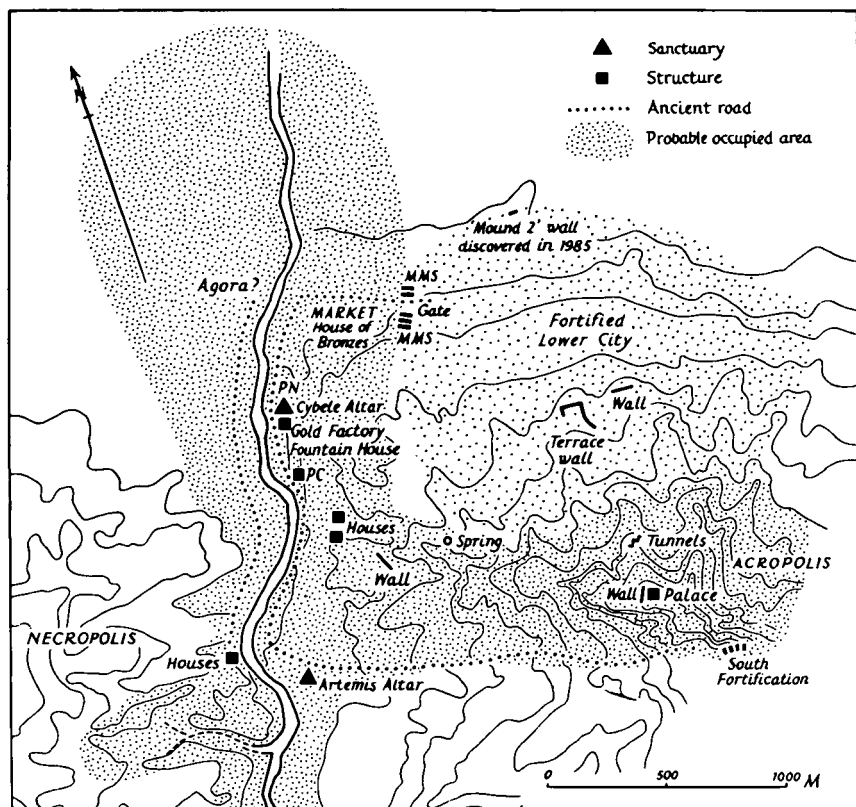 Sanctuary
Structure
Ancient road
Probable occupied area
N
Mound 2' wall
discovered in 1985
Agora?
MMS
MARKET
House of
Bronzes
Gate
MMS
Fortified
Lower City
PN
Cybele Altar
Gold Factory
Fountain House
Wall
Terrace
wall
PC
Houses
Spring
Tunnels
Wall
ACROPOLIS
Wall
Palace
NECROPOLIS
Houses
Artemis Altar
South
Fortification
0 500 1000 M